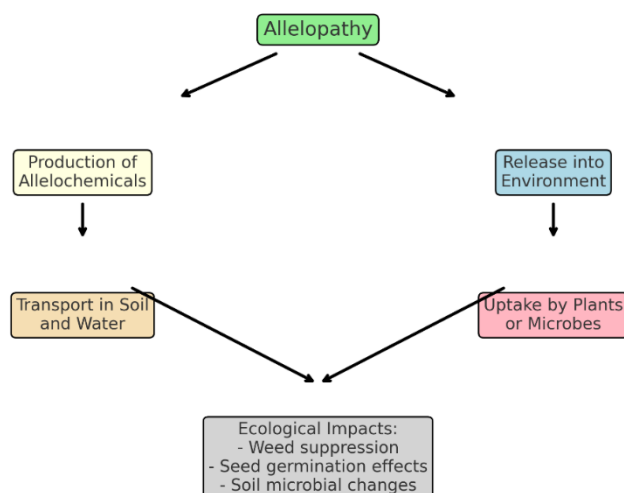 Allelopathy
Production of
Allelochemicals
Release into
Environment
Transport in Soil
and Water
Uptake by Plants
or Microbes
Ecological Impacts:
- Weed suppression
- Seed germination effects
- Soil microbial changes